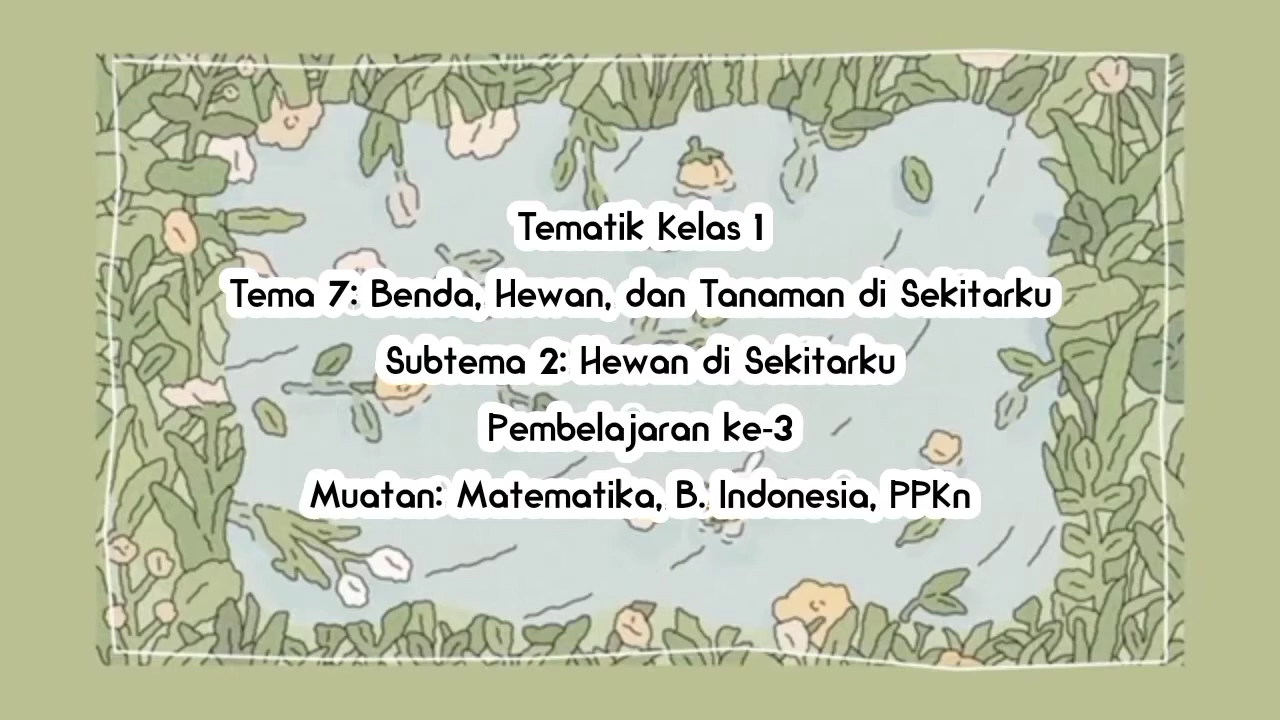 Tematik Kelas 1
Tema 7: Benda, Hewan, dan Tanaman di Sekitarku
Subtema 2: Hewan di Sekitarku
Pembelajaran ke-3
Muatan: Matematika, B. Indonesia, PPKn